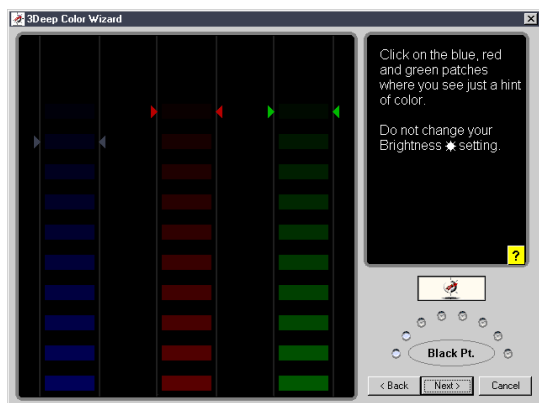 3Deep Color Wizard
Click on the blue, red
and green patches
where you see just a hint
of color.
Do not change your
Brightness setting.
?
Black Pt.
< Back
Next >
Cancel